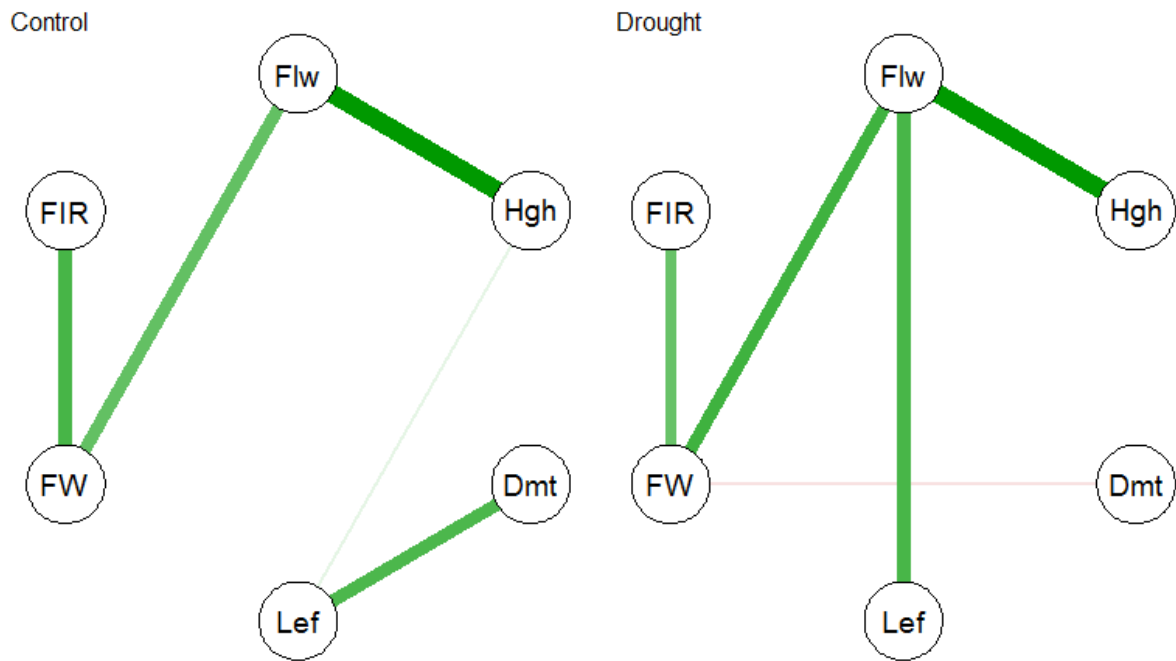 Control
Flw
FIR
Hgh
FW
Dmt
Lef
Drought
Flw
FIR
Hgh
FW
Dmt
Lef